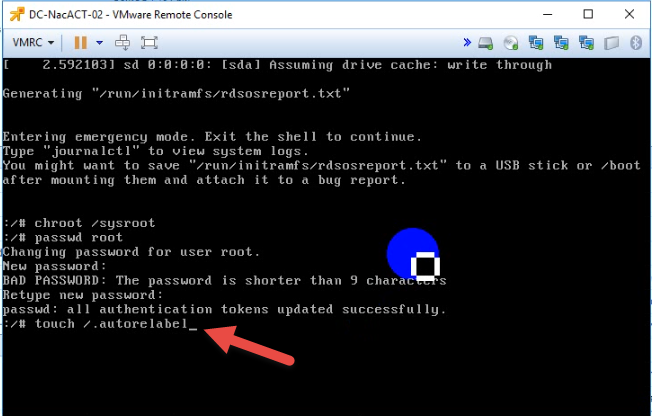 DC-NacACT-02 - VMware Remote Console
VMRC
[    2.592103] sd 0:0:0:0: [sda] Assuming drive cache: write through
Generating "/run/initramfs/rdsosreport.txt"
Entering emergency mode. Exit the shell to continue.
Type "journalctl" to view system logs.
You might want to save "/run/initramfs/rdsosreport.txt" to a USB stick or /boot
after mounting them and attach it to a bug report.
:/# chroot /sysroot
:/# passwd root
Changing password for user root.
New password:
BAD PASSWORD: The password is shorter than 9 characters
Retype new password:
passwd: all authentication tokens updated successfully.
:/# touch /.autorelabel_